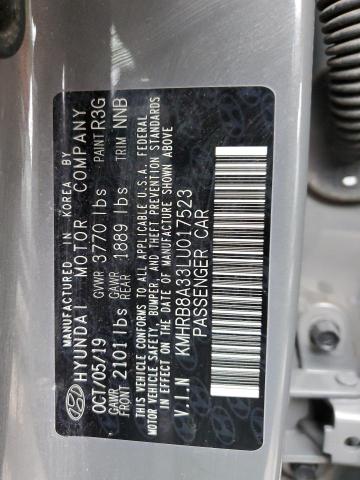 MANUFACTURED IN KOREA BY
HYUNDAI MOTOR COMPANY
OCT/05/19 GVWR 3770 lbs PAINT R3G
GAWR FRONT 2101 lbs GAWR REAR 1889 lbs TRIM NNB
THIS VEHICLE CONFORMS TO ALL APPLICABLE U.S.A. FEDERAL
MOTOR VEHICLE SAFETY, BUMPER, AND THEFT PREVENTION STANDARDS
IN EFFECT ON THE DATE OF MANUFACTURE SHOWN ABOVE
V.I.N KMHRB8A33LU017523
PASSENGER CAR